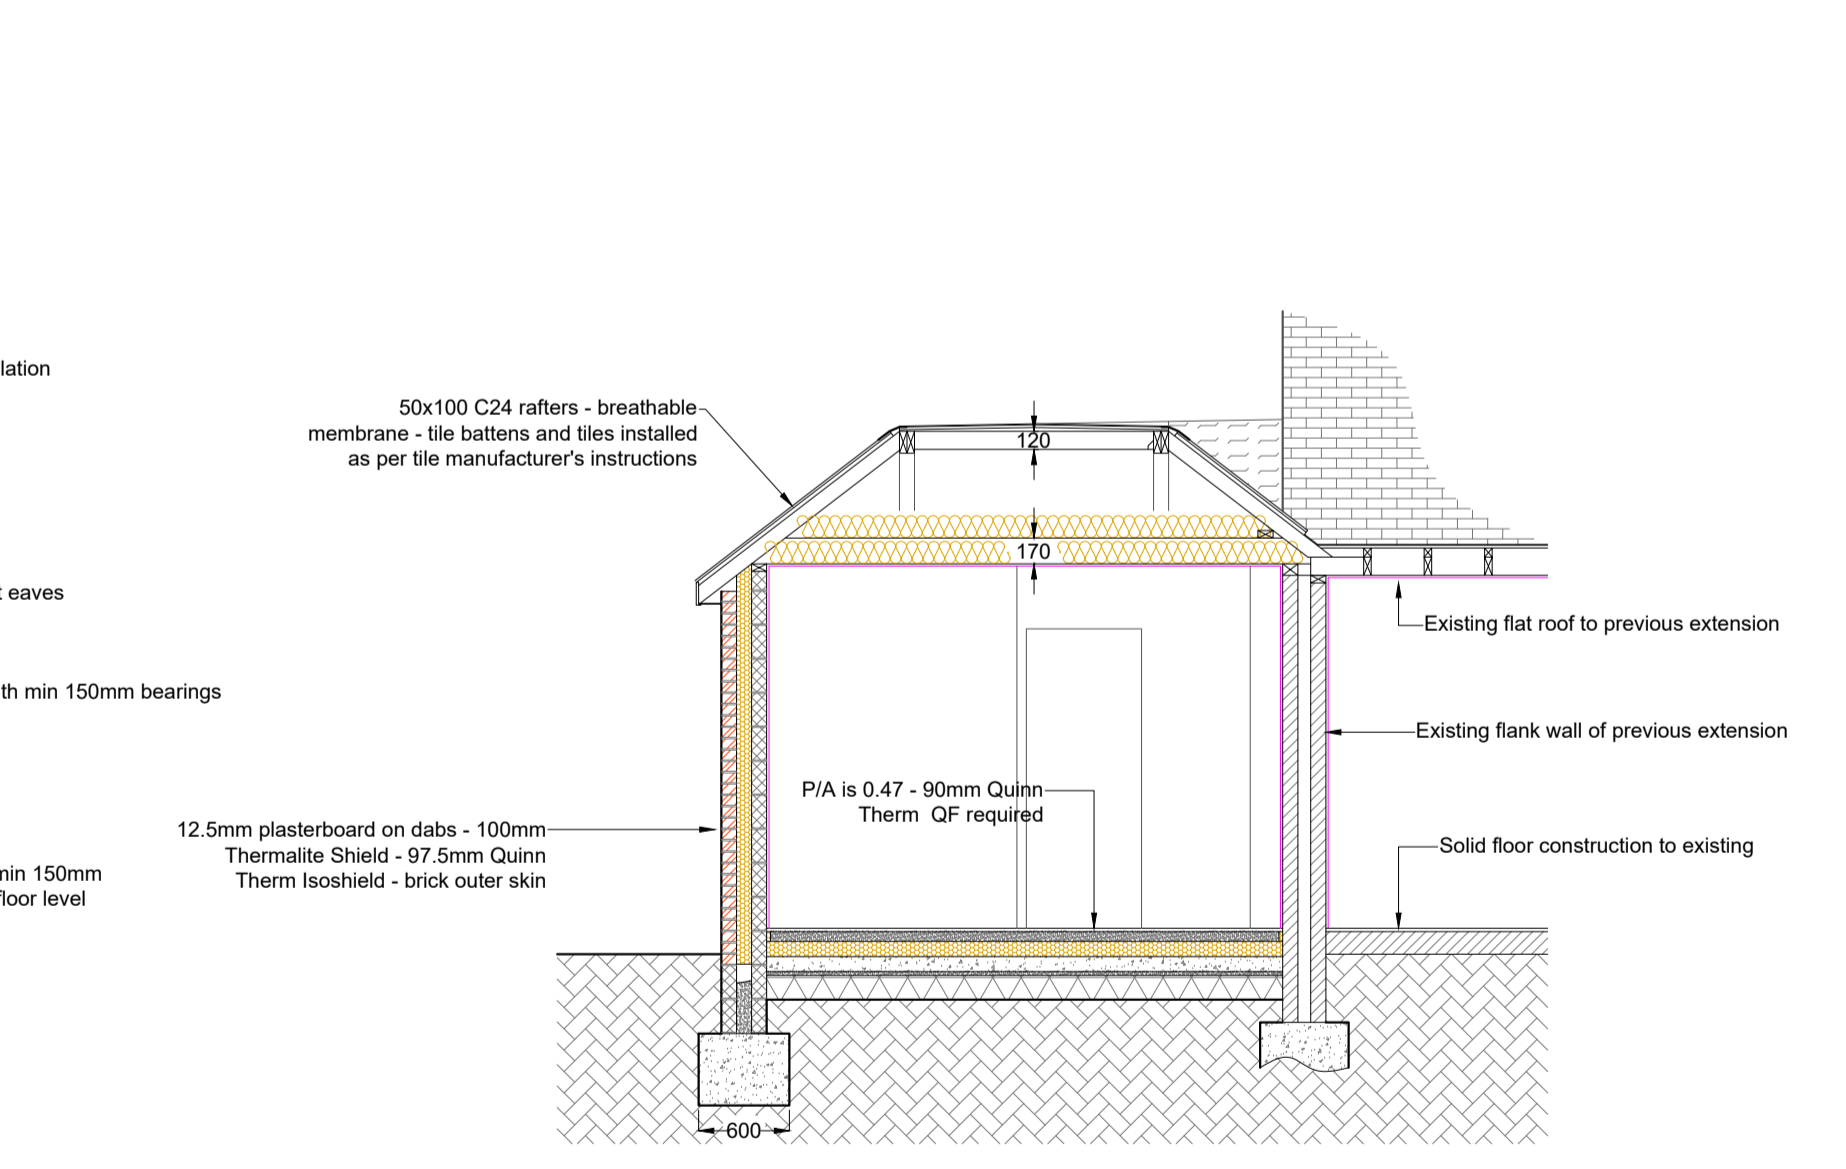 lation
50x100 C24 rafters - breathable
membrane - tile battens and tiles installed
as per tile manufacturer's instructions
120
170
t eaves
Existing flat roof to previous extension
th min 150mm bearings
Existing flank wall of previous extension
P/A is 0.47 - 90mm Quinn
Therm QF required
12.5mm plasterboard on dabs - 100mm
Thermalite Shield - 97.5mm Quinn
Therm Isoshield - brick outer skin
Solid floor construction to existing
min 150mm
floor level
600